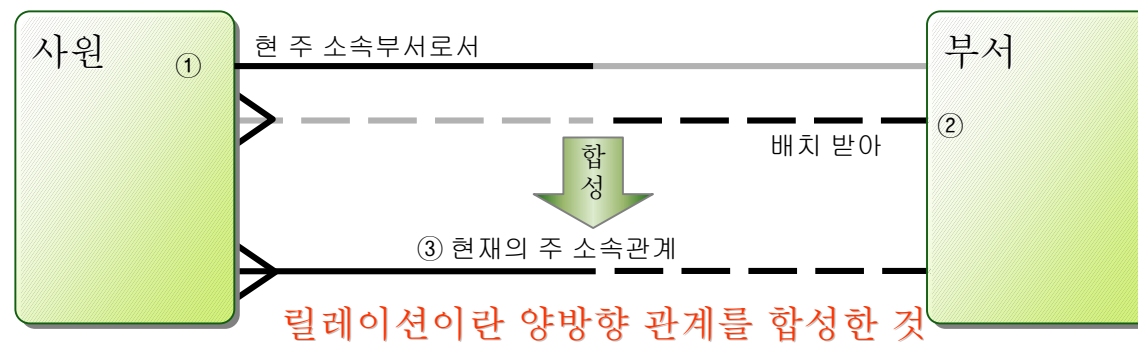 사원
①
현 주 소속부서로서
부서
②
배치 받아
합
성
③ 현재의 주 소속관계
릴레이션이란 양방향 관계를 합성한 것